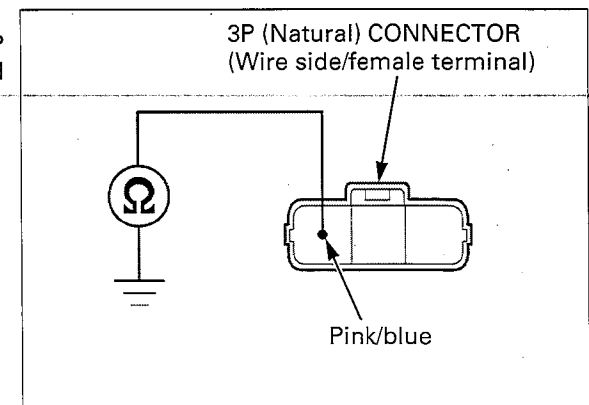 3P (Natural) CONNECTOR
(Wire side/female terminal)
Ω
Pink/blue